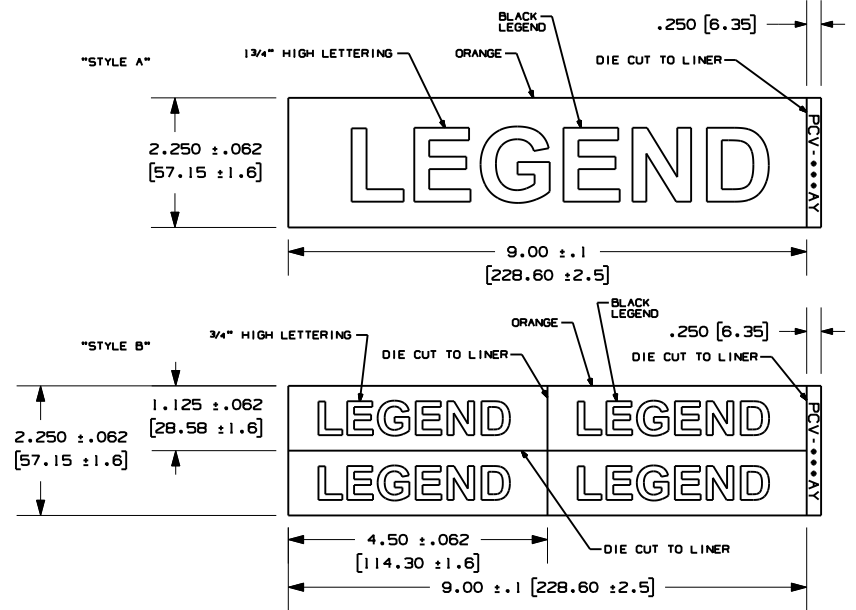 BLACK
LEGEND
.250 [6.35]
"STYLE A"
1 3/4" HIGH LETTERING
ORANGE
DIE CUT TO LINER
2.250 ±.062
[57.15 ±1.6]
LEGEND
PCV-••••AY
9.00 ±.1
[228.60 ±2.5]
BLACK
LEGEND
ORANGE
.250 [6.35]
3/4" HIGH LETTERING
"STYLE B"
DIE CUT TO LINER
DIE CUT TO LINER
1.125 ±.062
[28.58 ±1.6]
2.250 ±.062
[57.15 ±1.6]
LEGEND LEGEND
LEGEND LEGEND
PCV-••••AY
4.50 ±.062
[114.30 ±1.6]
DIE CUT TO LINER
9.00 ±.1 [228.60 ±2.5]